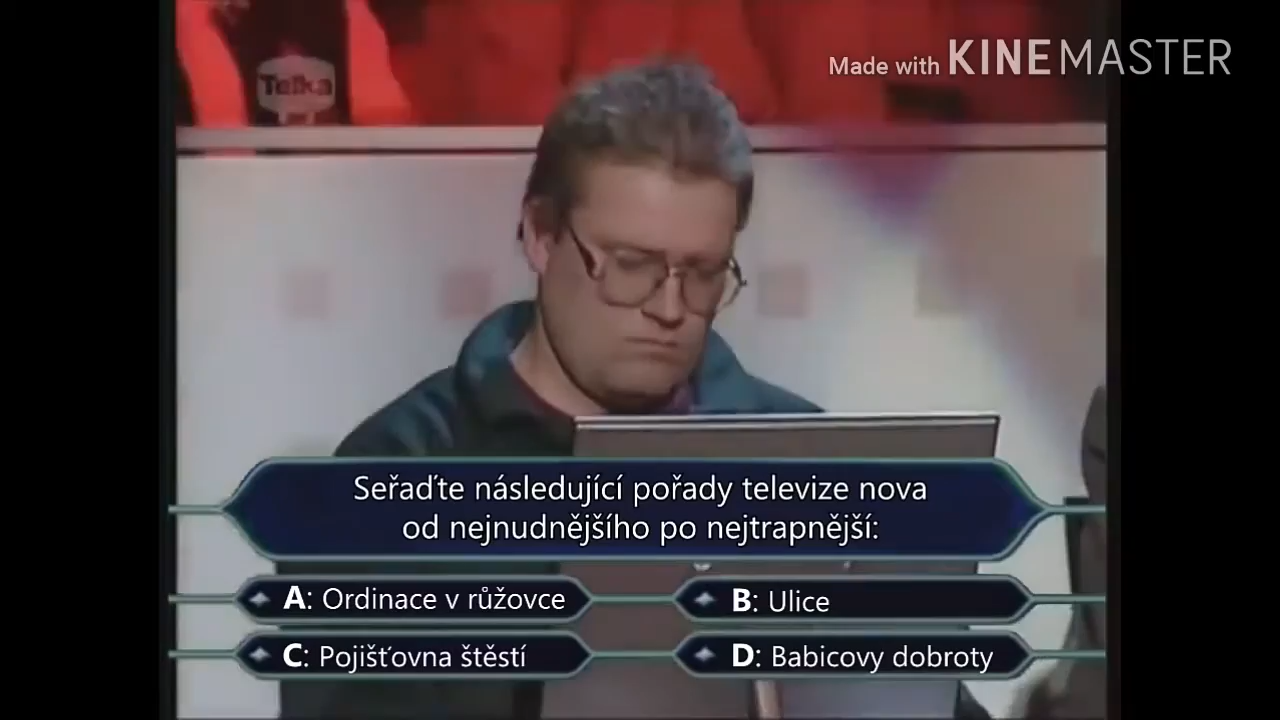 Made with KINEMASTER
Telka
Seřaďte následující pořady televize nova
od nejnudnějšího po nejtrapnější:
A: Ordinace v růžovce
B: Ulice
C: Pojišťovna štěstí
D: Babicovy dobroty